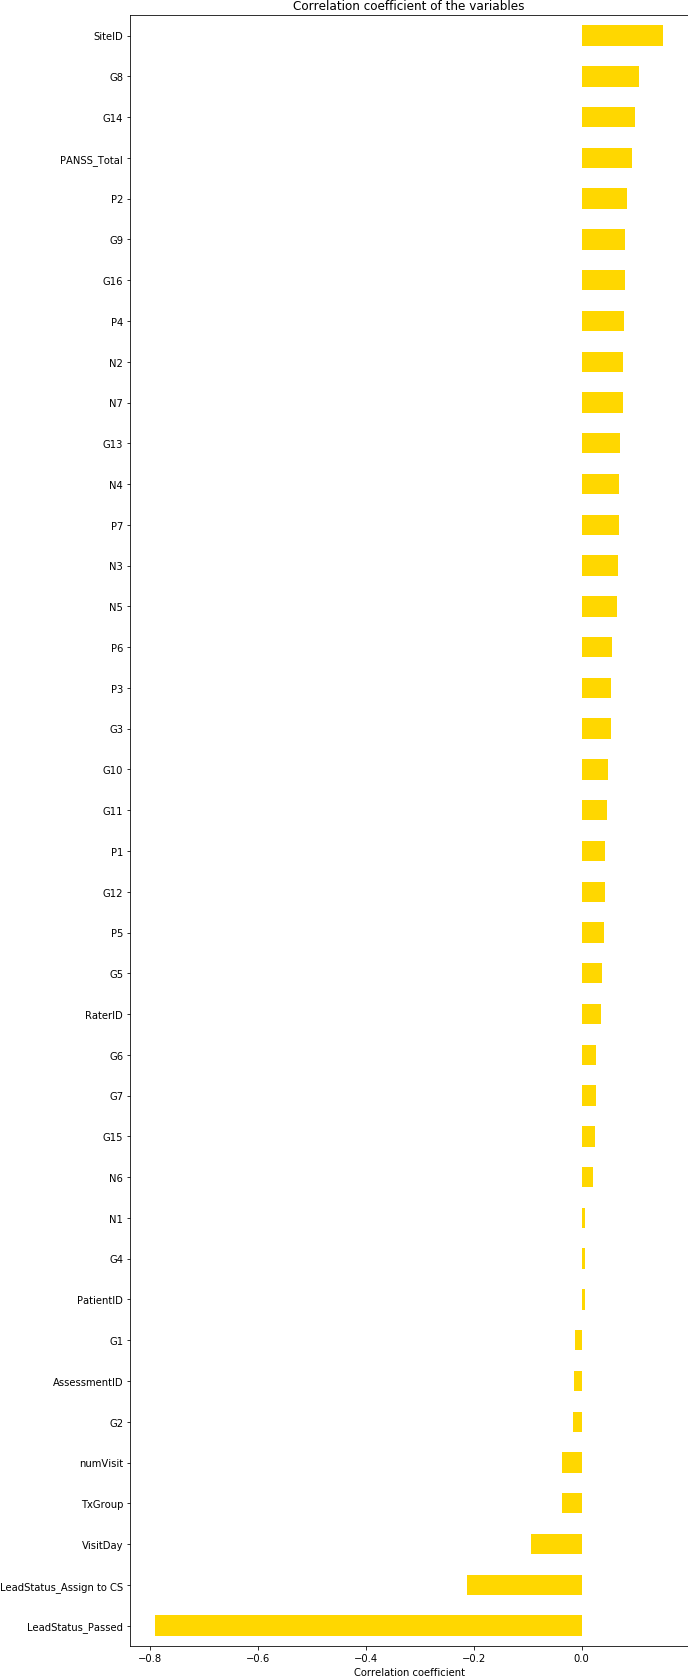 Correlation coefficient of the variables
SiteID
G8
G14
PANSS_Total
P2
G9
G16
P4
N2
N7
G13
N4
P7
N3
N5
P6
P3
G3
G10
G11
P1
G12
P5
G5
RaterID
G6
G7
G15
N6
N1
G4
PatientID
G1
AssessmentID
G2
numVisit
TxGroup
VisitDay
LeadStatus_Assign to CS
LeadStatus_Passed
−0.8 −0.6 −0.4 −0.2 0.0
Correlation coefficient